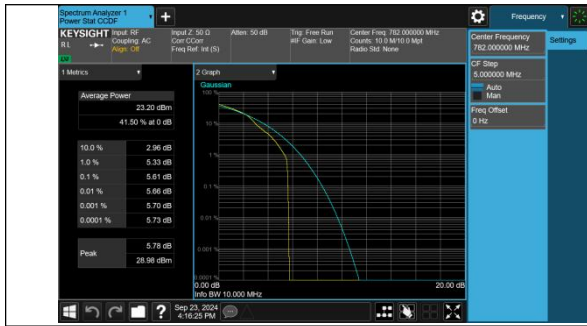 Spectrum Analyzer 1
Power Stat CCDF
Frequency
KEYSIGHT
Input: RF
Coupling: AC
Align: Off
Input Z: 50 Ω
Corr CCorr
Freq Ref: Int (S)
Atten: 50 dB
Trig: Free Run
#IF Gain: Low
Center Freq: 782.000000 MHz
Counts: 10.0 M/10.0 Mpt
Radio Std: None
R L
Center Frequency
782.000000 MHz
Settings
CF Step
5.000000 MHz
Auto
Man
Freq Offset
0 Hz
1 Metrics
2 Graph
Gaussian
Average Power
23.20 dBm
41.50 % at 0 dB
10.0 % 2.96 dB
1.0 % 5.33 dB
0.1 % 5.61 dB
0.01 % 5.66 dB
0.001 % 5.70 dB
0.0001 % 5.73 dB
Peak
5.78 dB
28.98 dBm
100 %
10 %
1 %
0.1 %
0.01 %
0.001 %
0.0001 %
0.00 dB
20.00 dB
Info BW 10.000 MHz
Sep 23, 2024
4:16:25 PM